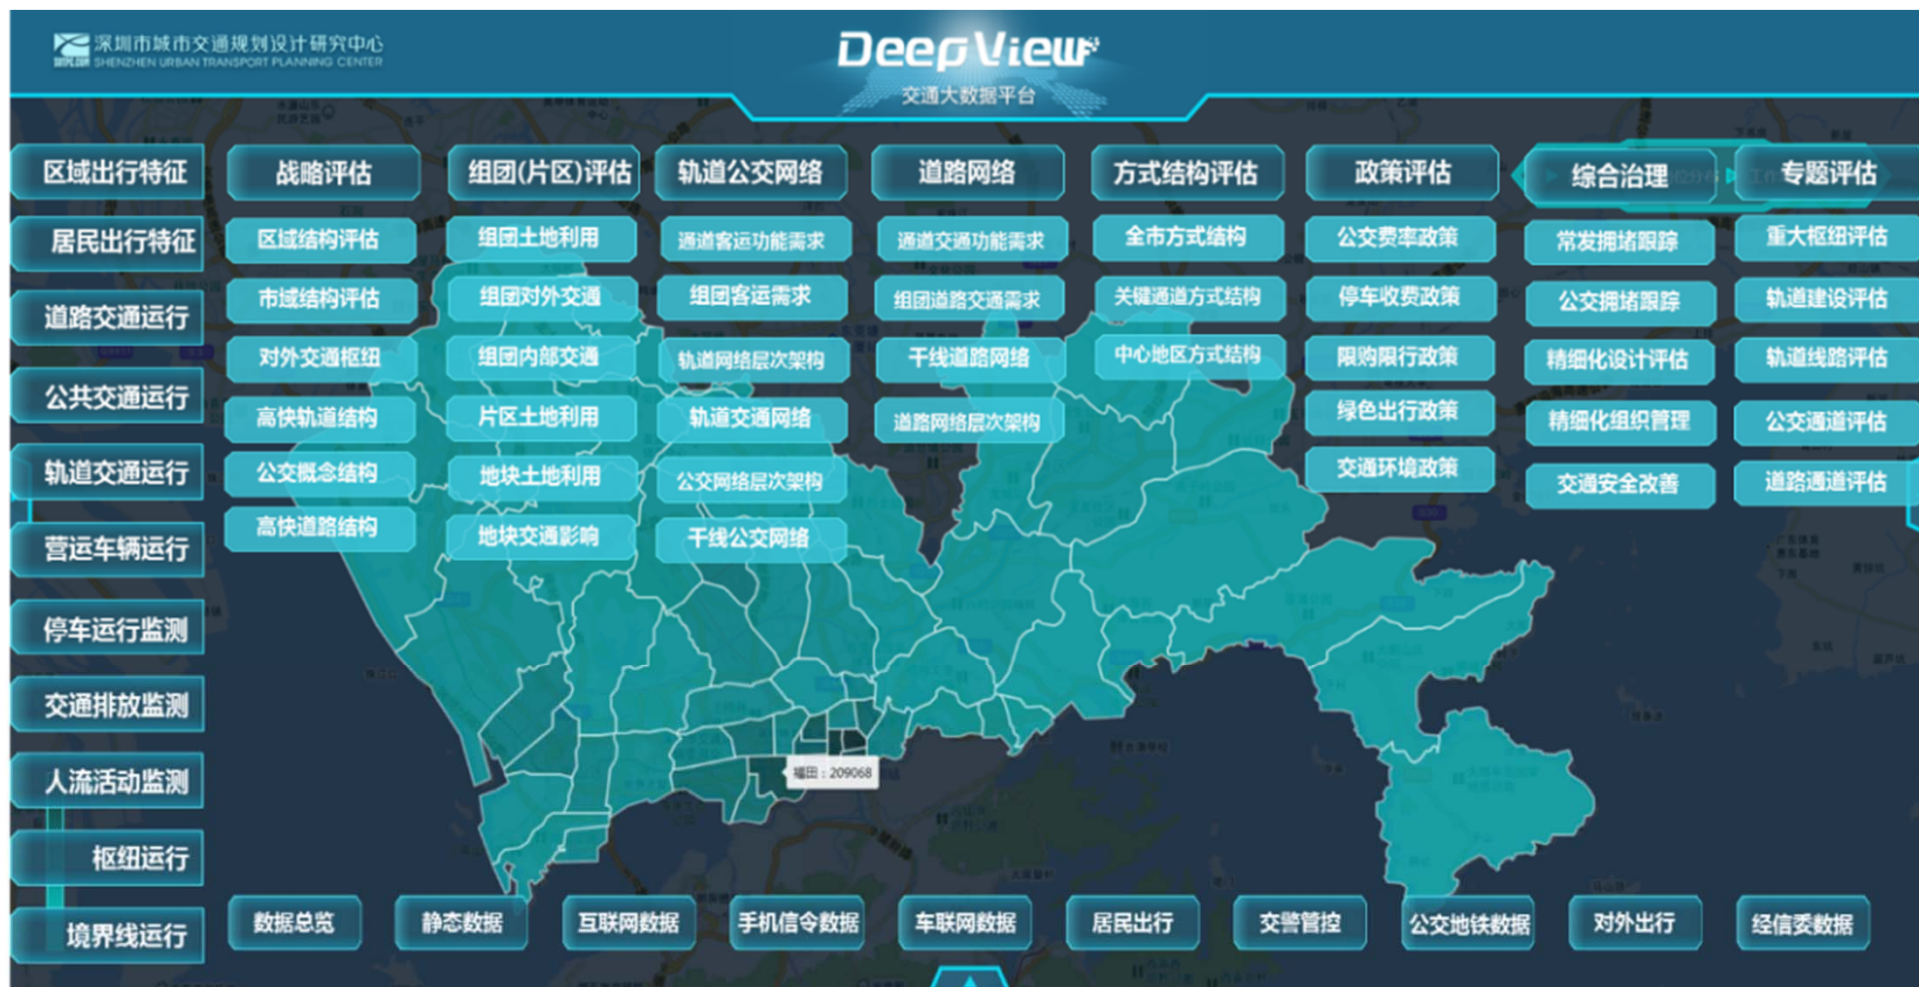 深圳市城市交通规划设计研究中心
SUTPC.COM SHENZHEN URBAN TRANSPORT PLANNING CENTER
DeepView
交通大数据平台
区域出行特征
战略评估
组团(片区)评估
轨道公交网络
道路网络
方式结构评估
政策评估
综合治理
专题评估
居民出行特征
道路交通运行
公共交通运行
轨道交通运行
营运车辆运行
停车运行监测
交通排放监测
人流活动监测
枢纽运行
境界线运行
区域结构评估
市域结构评估
对外交通枢纽
高快轨道结构
公交概念结构
高快道路结构
组团土地利用
组团对外交通
组团内部交通
片区土地利用
地块土地利用
地块交通影响
通道客运功能需求
组团客运需求
轨道网络层次架构
轨道交通网络
公交网络层次架构
干线公交网络
通道交通功能需求
组团道路交通需求
干线道路网络
道路网络层次架构
全市方式结构
关键通道方式结构
中心地区方式结构
公交费率政策
停车收费政策
限购限行政策
绿色出行政策
交通环境政策
常发拥堵跟踪
公交拥堵跟踪
精细化设计评估
精细化组织管理
交通安全改善
重大枢纽评估
轨道建设评估
轨道线路评估
公交通道评估
道路通道评估
福田：209068
数据总览
静态数据
互联网数据
手机信令数据
车联网数据
居民出行
交警管控
公交地铁数据
对外出行
经信委数据